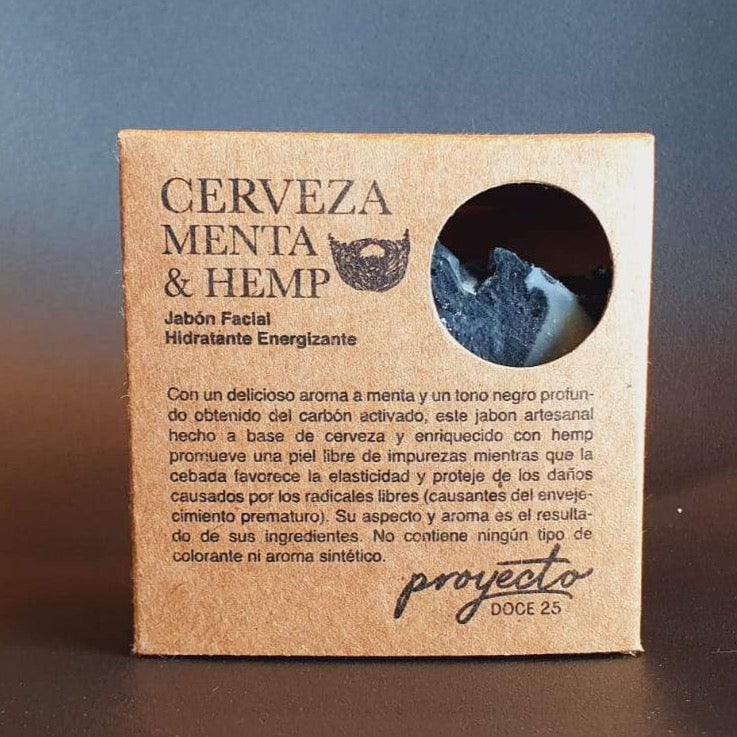 CERVEZA
MENTA
& HEMP
Jabón Facial
Hidratante Energizante
Con un delicioso aroma a menta y un tono negro profun-
do obtenido del carbón activado, este jabon artesanal
hecho a base de cerveza y enriquecido con hemp
promueve una piel libre de impurezas mientras que la
cebada favorece la elasticidad y proteje de los daños
causados por los radicales libres (causantes del enveje-
cimiento prematuro). Su aspecto y aroma es el resulta-
do de sus ingredientes. No contiene ningún tipo de
colorante ni aroma sintético.
proyecto
DOCE 25